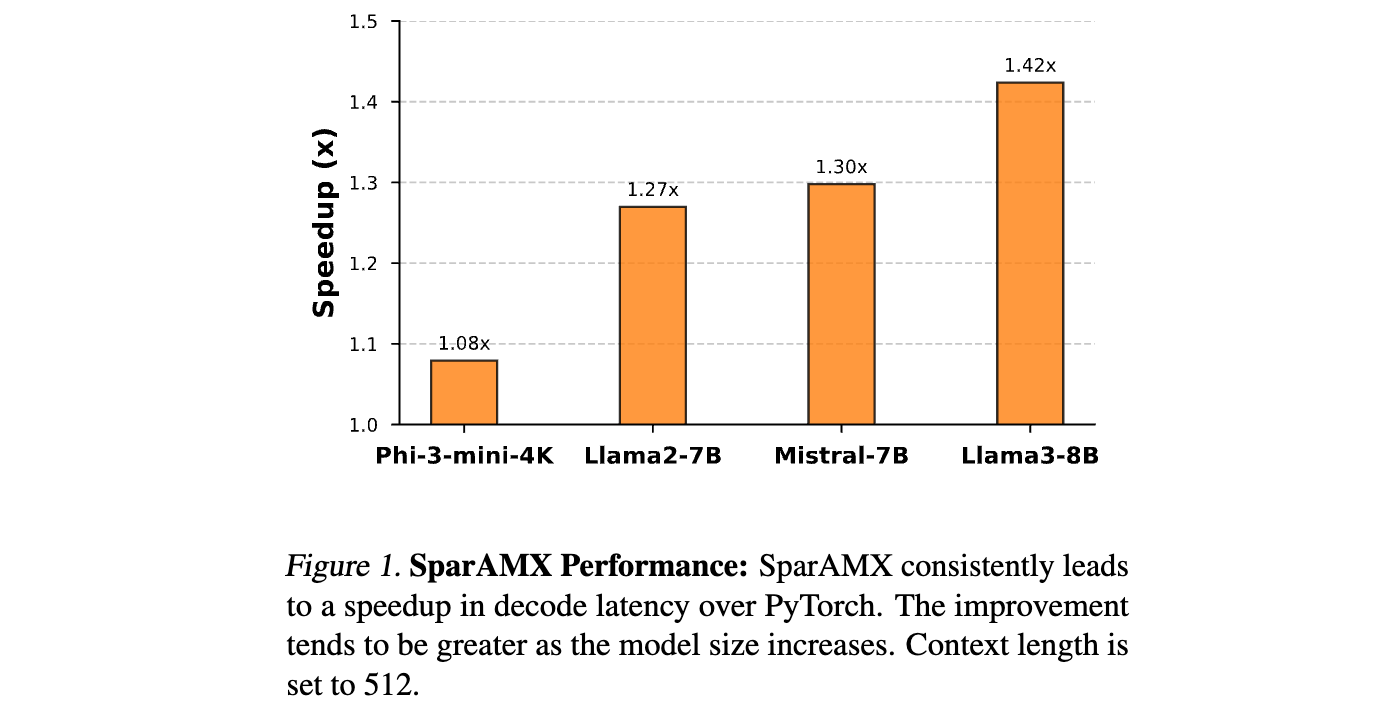 1.5
1.42x
1.4
1.30x
1.3
1.27x
1.2
1.08x
1.1
1.0
Speedup (x)
Phi-3-mini-4K Llama2-7B Mistral-7B Llama3-8B
Figure 1. SparAMX Performance: SparAMX consistently leads
to a speedup in decode latency over PyTorch. The improvement
tends to be greater as the model size increases. Context length is
set to 512.